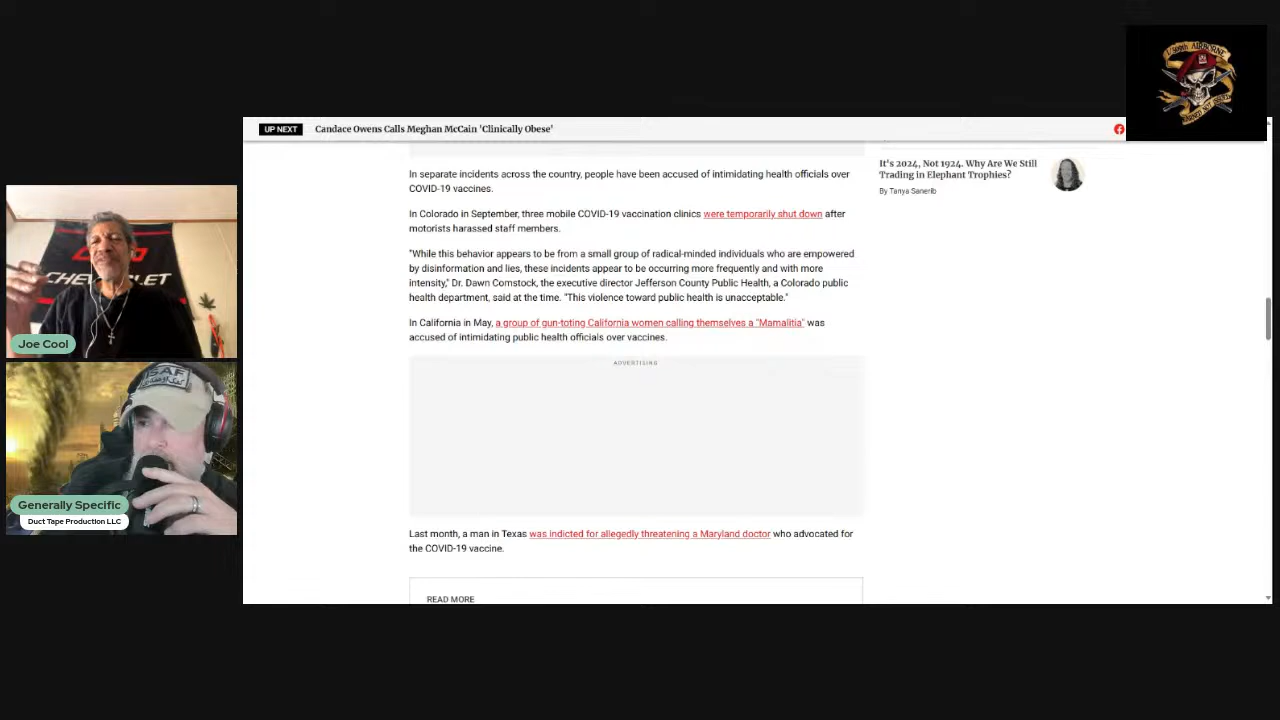 UP NEXT Candace Owens Calls Meghan McCain 'Clinically Obese'
It's 2024, Not 1924. Why Are We Still
Trading in Elephant Trophies?
By Tanya Sanerib
In separate incidents across the country, people have been accused of intimidating health officials over
COVID-19 vaccines.
In Colorado in September, three mobile COVID-19 vaccination clinics were temporarily shut down after
motorists harassed staff members.
"While this behavior appears to be from a small group of radical-minded individuals who are empowered
by disinformation and lies, these incidents appear to be occurring more frequently and with more
intensity," Dr. Dawn Comstock, the executive director Jefferson County Public Health, a Colorado public
health department, said at the time. "This violence toward public health is unacceptable."
In California in May, a group of gun-toting California women calling themselves a "Mamalitia" was
accused of intimidating public health officials over vaccines.
ADVERTISING
Last month, a man in Texas was indicted for allegedly threatening a Maryland doctor who advocated for
the COVID-19 vaccine.
READ MORE
CHEVROLET
Joe Cool
ISAF
Generally Specific
Duct Tape Production LLC
AIRBORNE